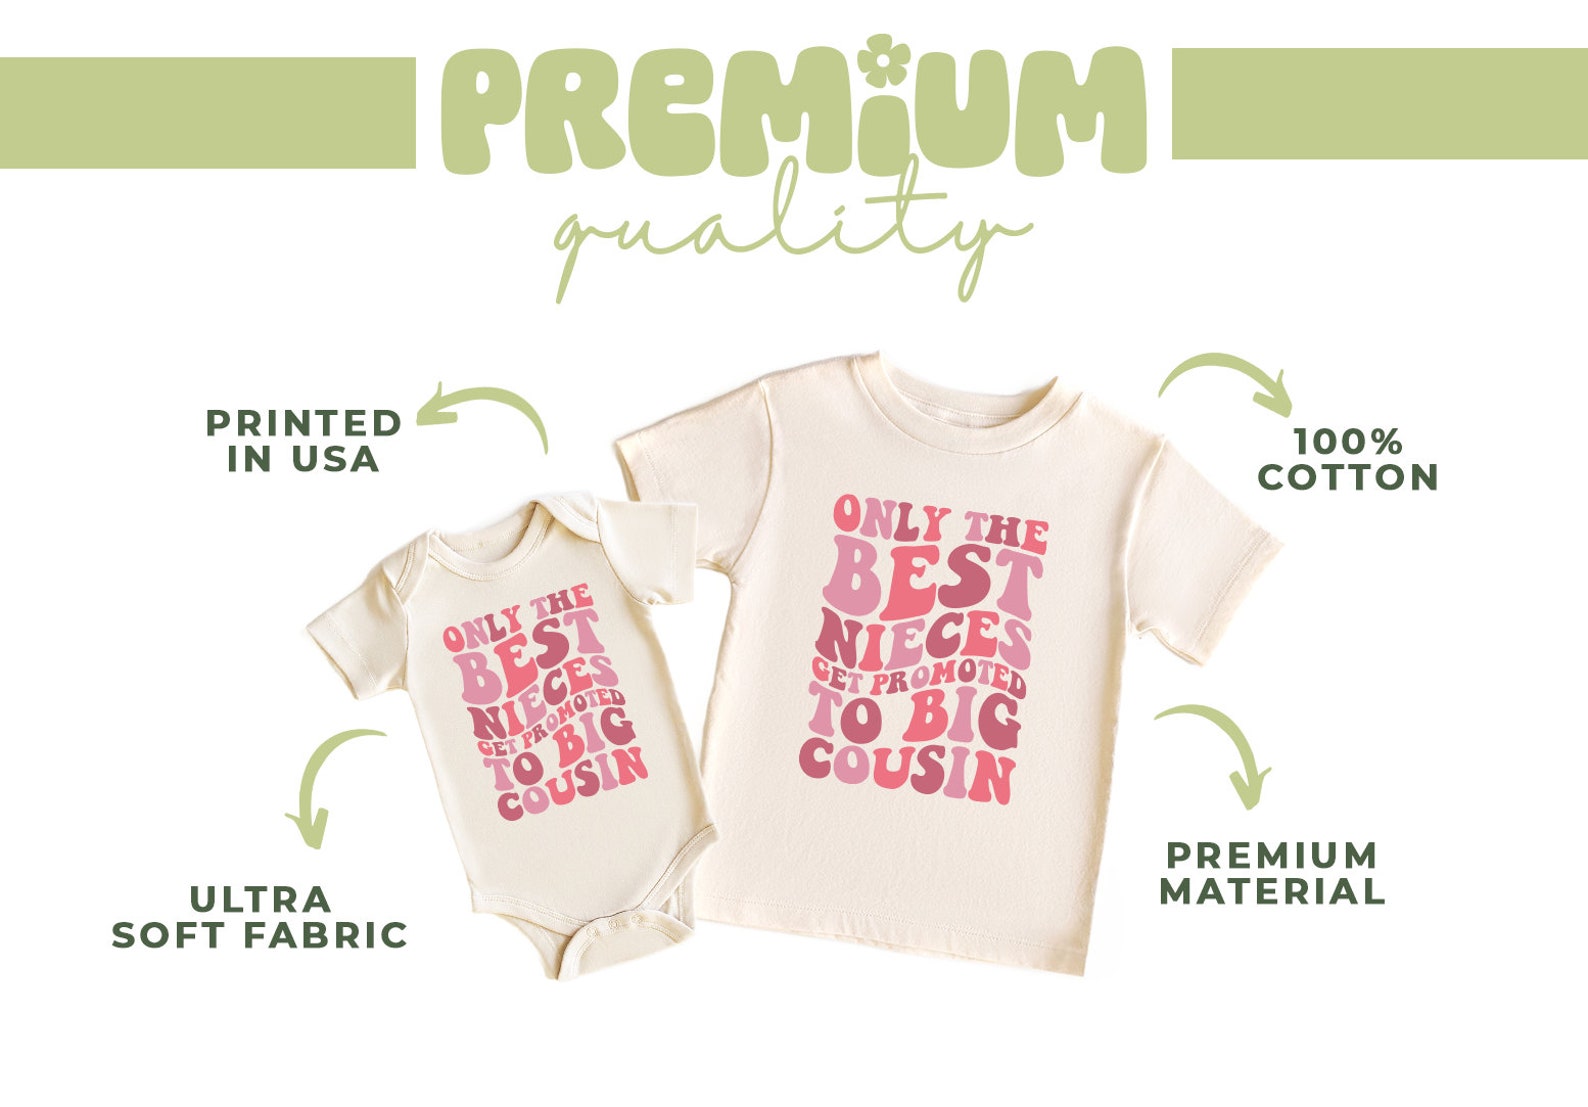 PREMIUM
quality
PRINTED
IN USA
100%
COTTON
ONLY THE
BEST
NIECES
GET PROMOTED
TO BIG
COUSIN
ONLY THE
BEST
NIECES
GET PROMOTED
TO BIG
COUSIN
ULTRA
SOFT FABRIC
PREMIUM
MATERIAL